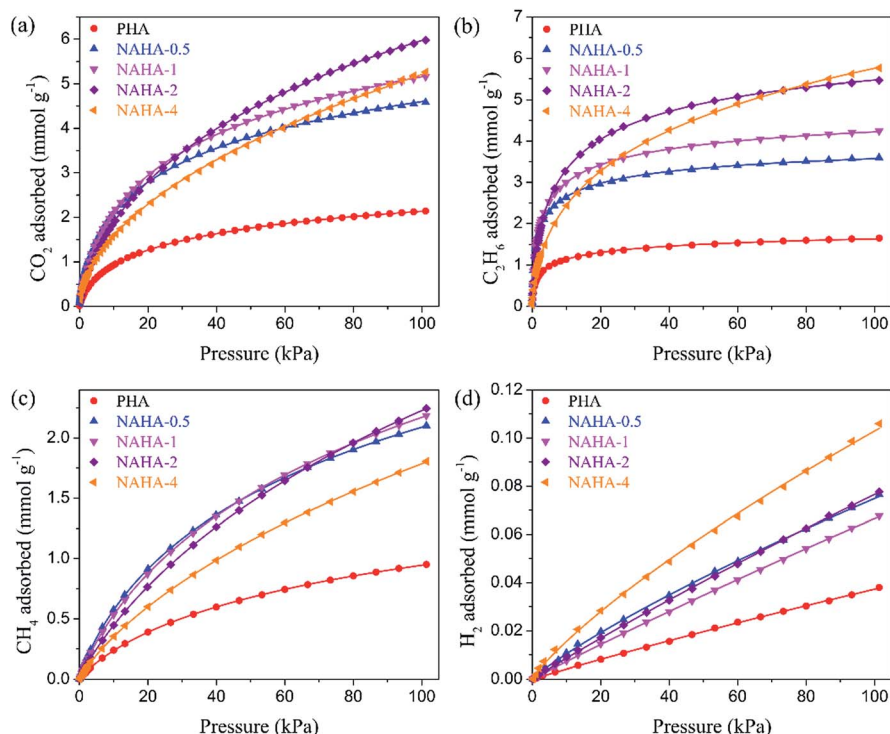 (a)
PHA
NAHA-0.5
NAHA-1
NAHA-2
NAHA-4
CO₂ adsorbed (mmol g⁻¹)
6
5
4
3
2
1
0
0 20 40 60 80 100
Pressure (kPa)
(b)
PHA
NAHA-0.5
NAHA-1
NAHA-2
NAHA-4
C₂H₆ adsorbed (mmol g⁻¹)
7
6
5
4
3
2
1
0
0 20 40 60 80 100
Pressure (kPa)
(c)
PHA
NAHA-0.5
NAHA-1
NAHA-2
NAHA-4
CH₄ adsorbed (mmol g⁻¹)
2.0
1.5
1.0
0.5
0.0
0 20 40 60 80 100
Pressure (kPa)
(d)
PHA
NAHA-0.5
NAHA-1
NAHA-2
NAHA-4
H₂ adsorbed (mmol g⁻¹)
0.12
0.10
0.08
0.06
0.04
0.02
0.00
0 20 40 60 80 100
Pressure (kPa)